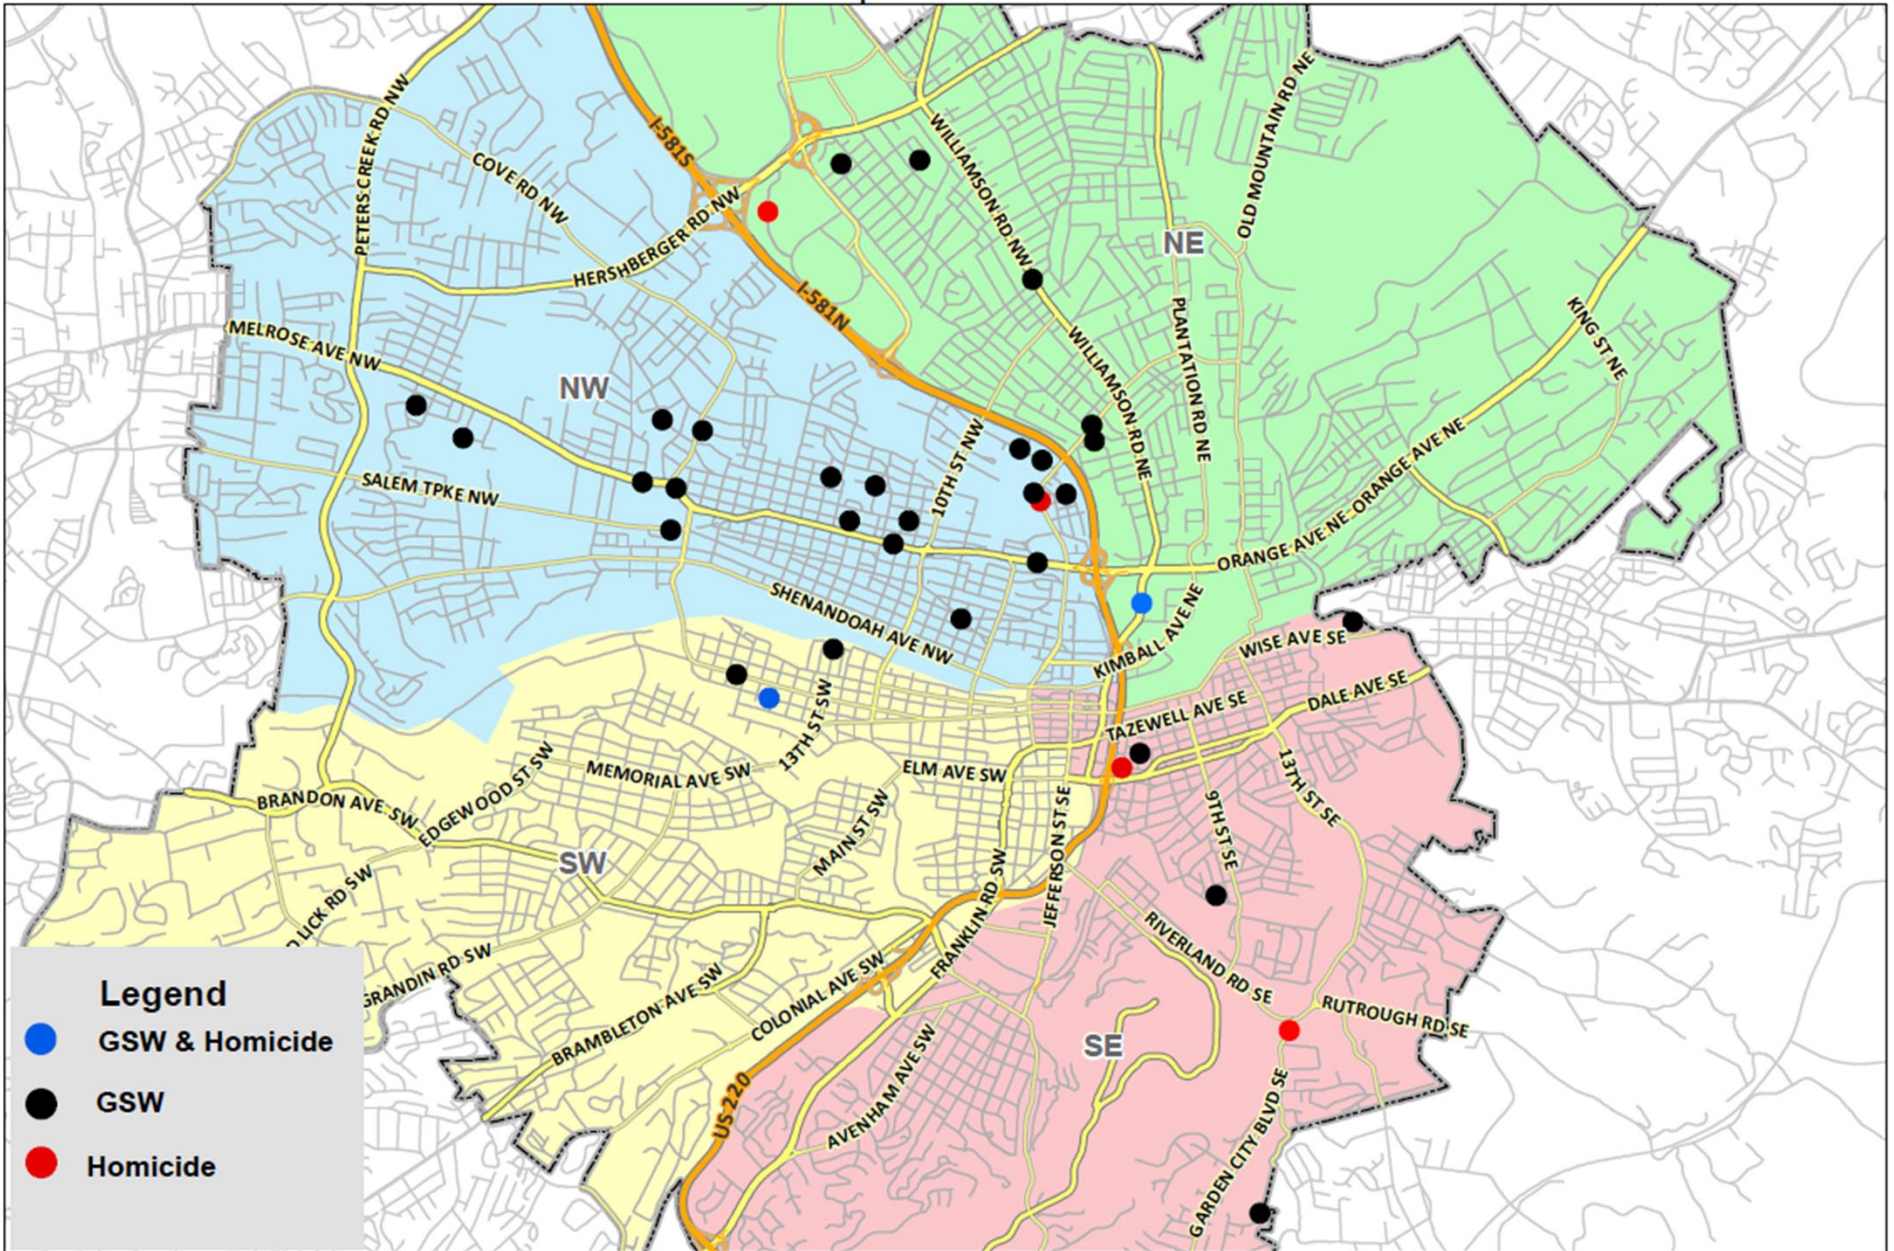 PETERS CREEK RD NW
I-581S
COVE RD NW
HERSHBERGER RD NW
WILLIAMSON RD NW
OLD MOUNTAIN RD NE
NE
I-581N
PLANTATION RD NE
KING ST NE
MELROSE AVE NW
NW
WILLIAMSON RD NE
10TH ST NW
ORANGE AVE NE
ORANGE AVE NE
SALEM TPKE NW
SHENANDOAH AVE NW
KIMBALL AVE NE
WISE AVE SE
DALE AVE SE
TAZEWELL AVE SE
13TH ST SW
MEMORIAL AVE SW
ELM AVE SW
EDGEWOOD ST SW
BRANDON AVE SW
MAIN ST SW
JEFFERSON ST SE
9TH ST SE
13TH ST SE
SW
D LICK RD SW
GRANDIN RD SW
BRAMBLETON AVE SW
COLONIAL AVE SW
FRANKLIN RD SW
RIVERLAND RD SE
RUTROUGH RD SE
SE
AVENHAM AVE SW
US 220
GARDEN CITY BLVD SE
Legend
GSW & Homicide
GSW
Homicide